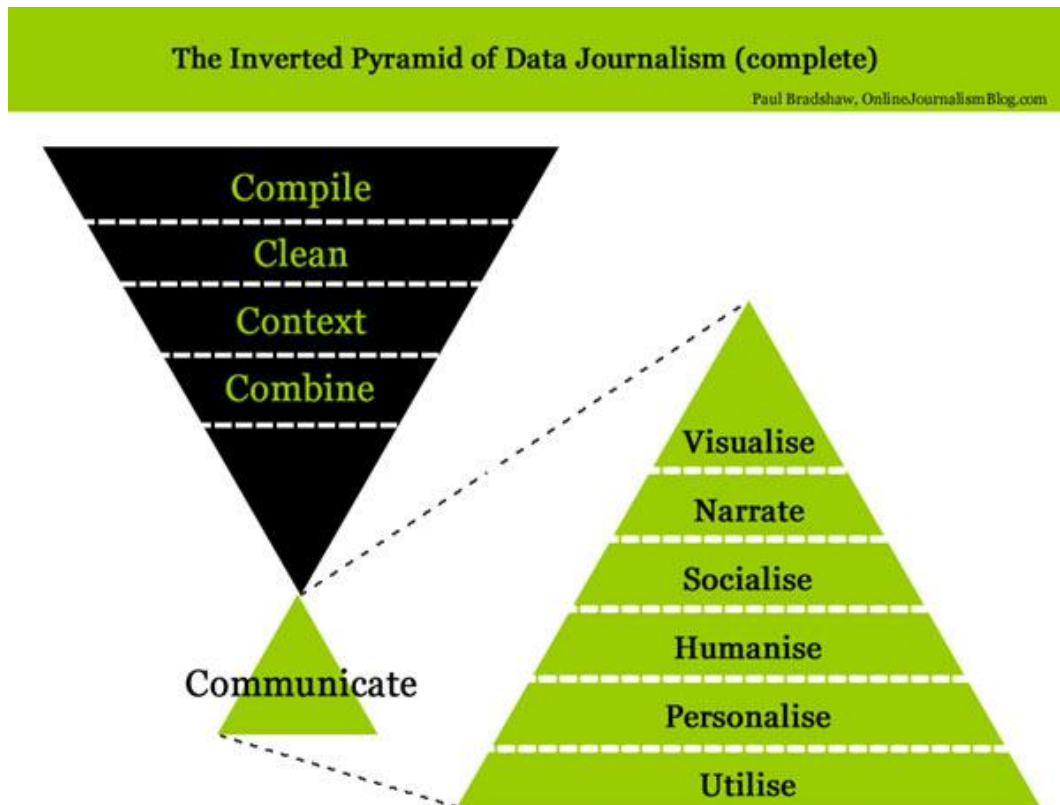 The Inverted Pyramid of Data Journalism (complete)
Paul Bradshaw, OnlineJournalismBlog.com
Compile
Clean
Context
Combine
Communicate
Visualise
Narrate
Socialise
Humanise
Personalise
Utilise